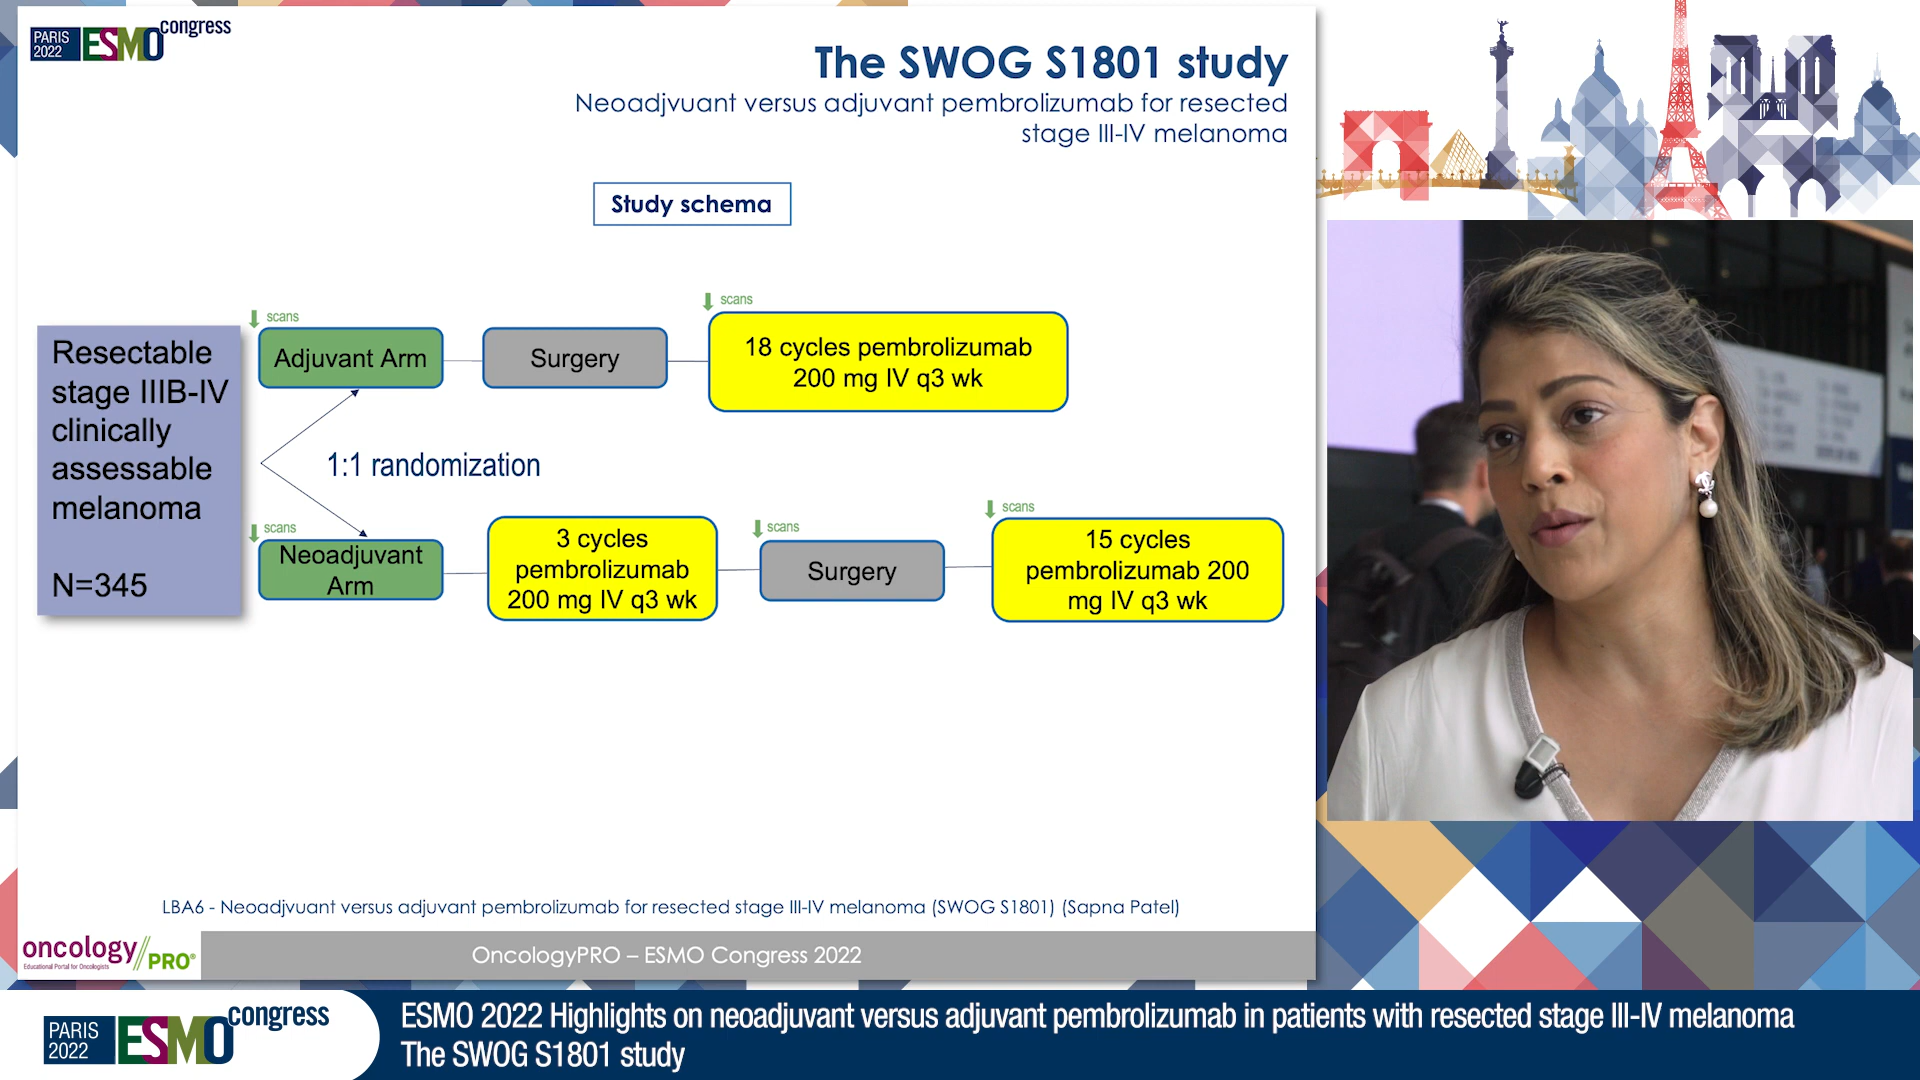 PARIS
2022
ESMO
congress
The SWOG S1801 study
Neoadjvuant versus adjuvant pembrolizumab for resected
stage III-IV melanoma
Study schema
Resectable
stage IIIB-IV
clinically
assessable
melanoma
N=345
scans
Adjuvant Arm
Surgery
scans
18 cycles pembrolizumab
200 mg IV q3 wk
1:1 randomization
scans
Neoadjuvant
Arm
3 cycles
pembrolizumab
200 mg IV q3 wk
scans
Surgery
scans
15 cycles
pembrolizumab 200
mg IV q3 wk
LBA6 - Neoadjvuant versus adjuvant pembrolizumab for resected stage III-IV melanoma (SWOG S1801) (Sapna Patel)
oncology//PRO®
Educational Portal for Oncologists
OncologyPRO – ESMO Congress 2022
PARIS
2022
ESMO
congress
ESMO 2022 Highlights on neoadjuvant versus adjuvant pembrolizumab in patients with resected stage III-IV melanoma
The SWOG S1801 study